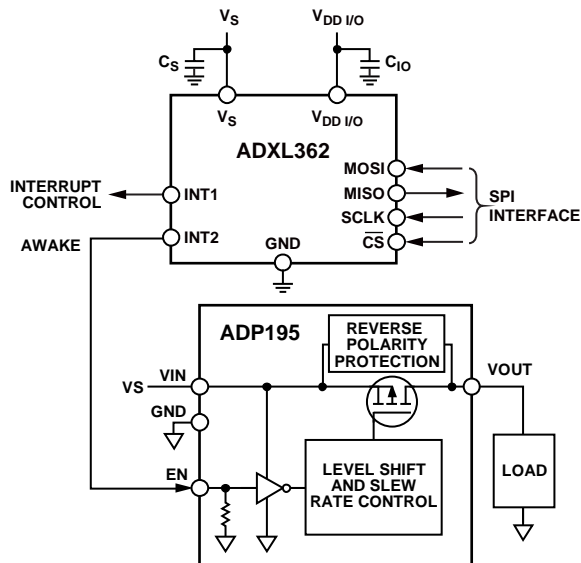 VS
VDD I/O
CS
CIO
VS
VDD I/O
ADXL362
MOSI
INTERRUPT
CONTROL
INT1
MISO
SPI
INTERFACE
SCLK
AWAKE
INT2
GND
CS
ADP195
REVERSE
POLARITY
PROTECTION
VIN
VOUT
VS
GND
EN
LEVEL SHIFT
AND SLEW
RATE CONTROL
LOAD